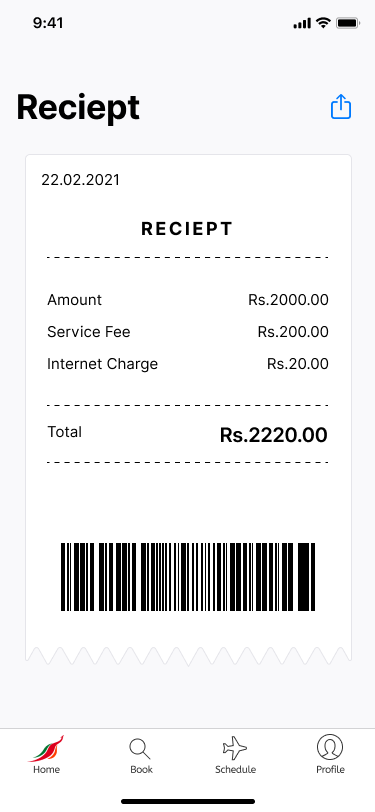 9:41
Reciept
22.02.2021
RECIEPT
Amount Rs.2000.00
Service Fee Rs.200.00
Internet Charge Rs.20.00
Total Rs.2220.00
Home Book Schedule Profile